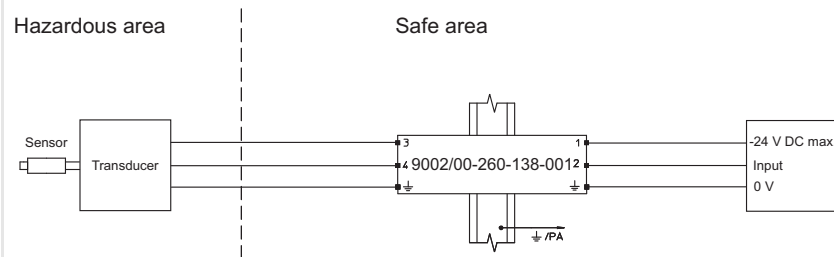 Hazardous area
Safe area
Sensor
Transducer
3
4
9002/00-260-138-001
1
2
-24 V DC max
Input
0 V
/PA